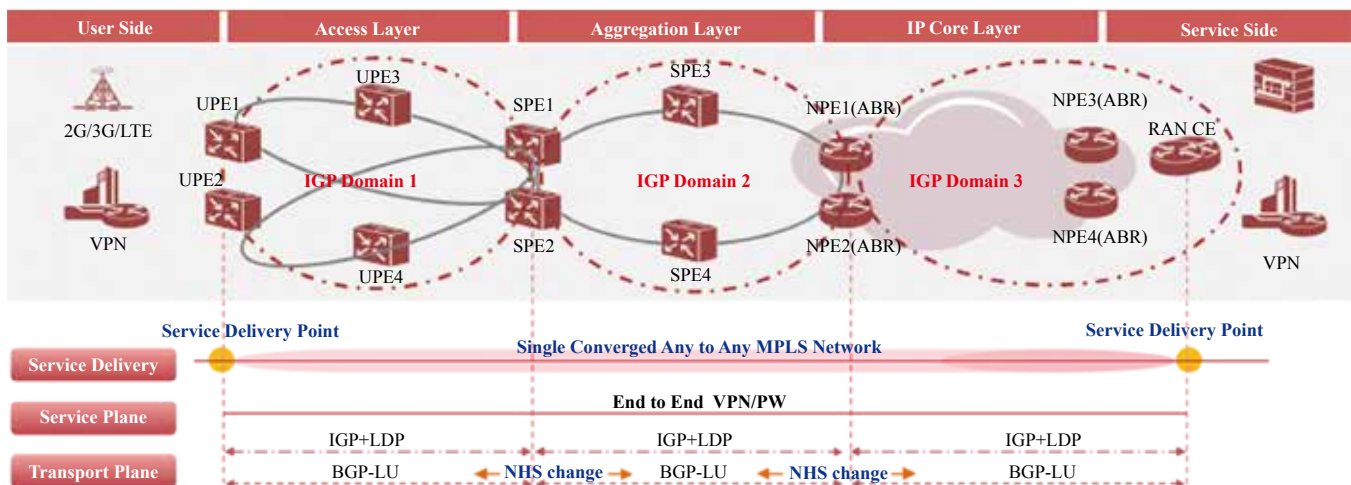 User Side
Access Layer
Aggregation Layer
IP Core Layer
Service Side
2G/3G/LTE
VPN
UPE1
UPE2
UPE3
UPE4
IGP Domain 1
SPE1
SPE2
SPE3
SPE4
IGP Domain 2
NPE1(ABR)
NPE2(ABR)
IGP Domain 3
NPE3(ABR)
NPE4(ABR)
RAN CE
VPN
Service Delivery Point
Service Delivery Point
Service Delivery
Single Converged Any to Any MPLS Network
Service Plane
End to End VPN/PW
Transport Plane
IGP+LDP
IGP+LDP
IGP+LDP
BGP-LU
NHS change
BGP-LU
NHS change
BGP-LU